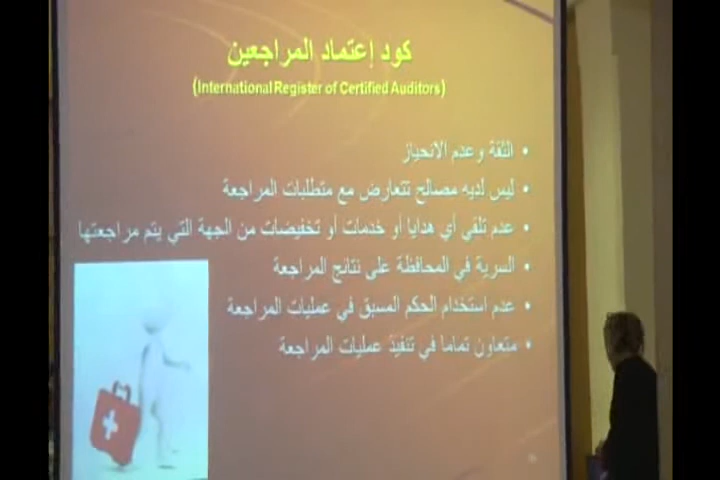 كود إعتماد المراجعين
(International Register of Certified Auditors)
• الثقة وعدم الانحياز
• ليس لديه مصالح تتعارض مع متطلبات المراجعة
• عدم تلقي أي هدايا أو خدمات أو تخفيضات من الجهة التي يتم مراجعتها
• السرية في المحافظة على نتائج المراجعة
• عدم استخدام الحكم المسبق في عمليات المراجعة
• متعاون تماما في تنفيذ عمليات المراجعة